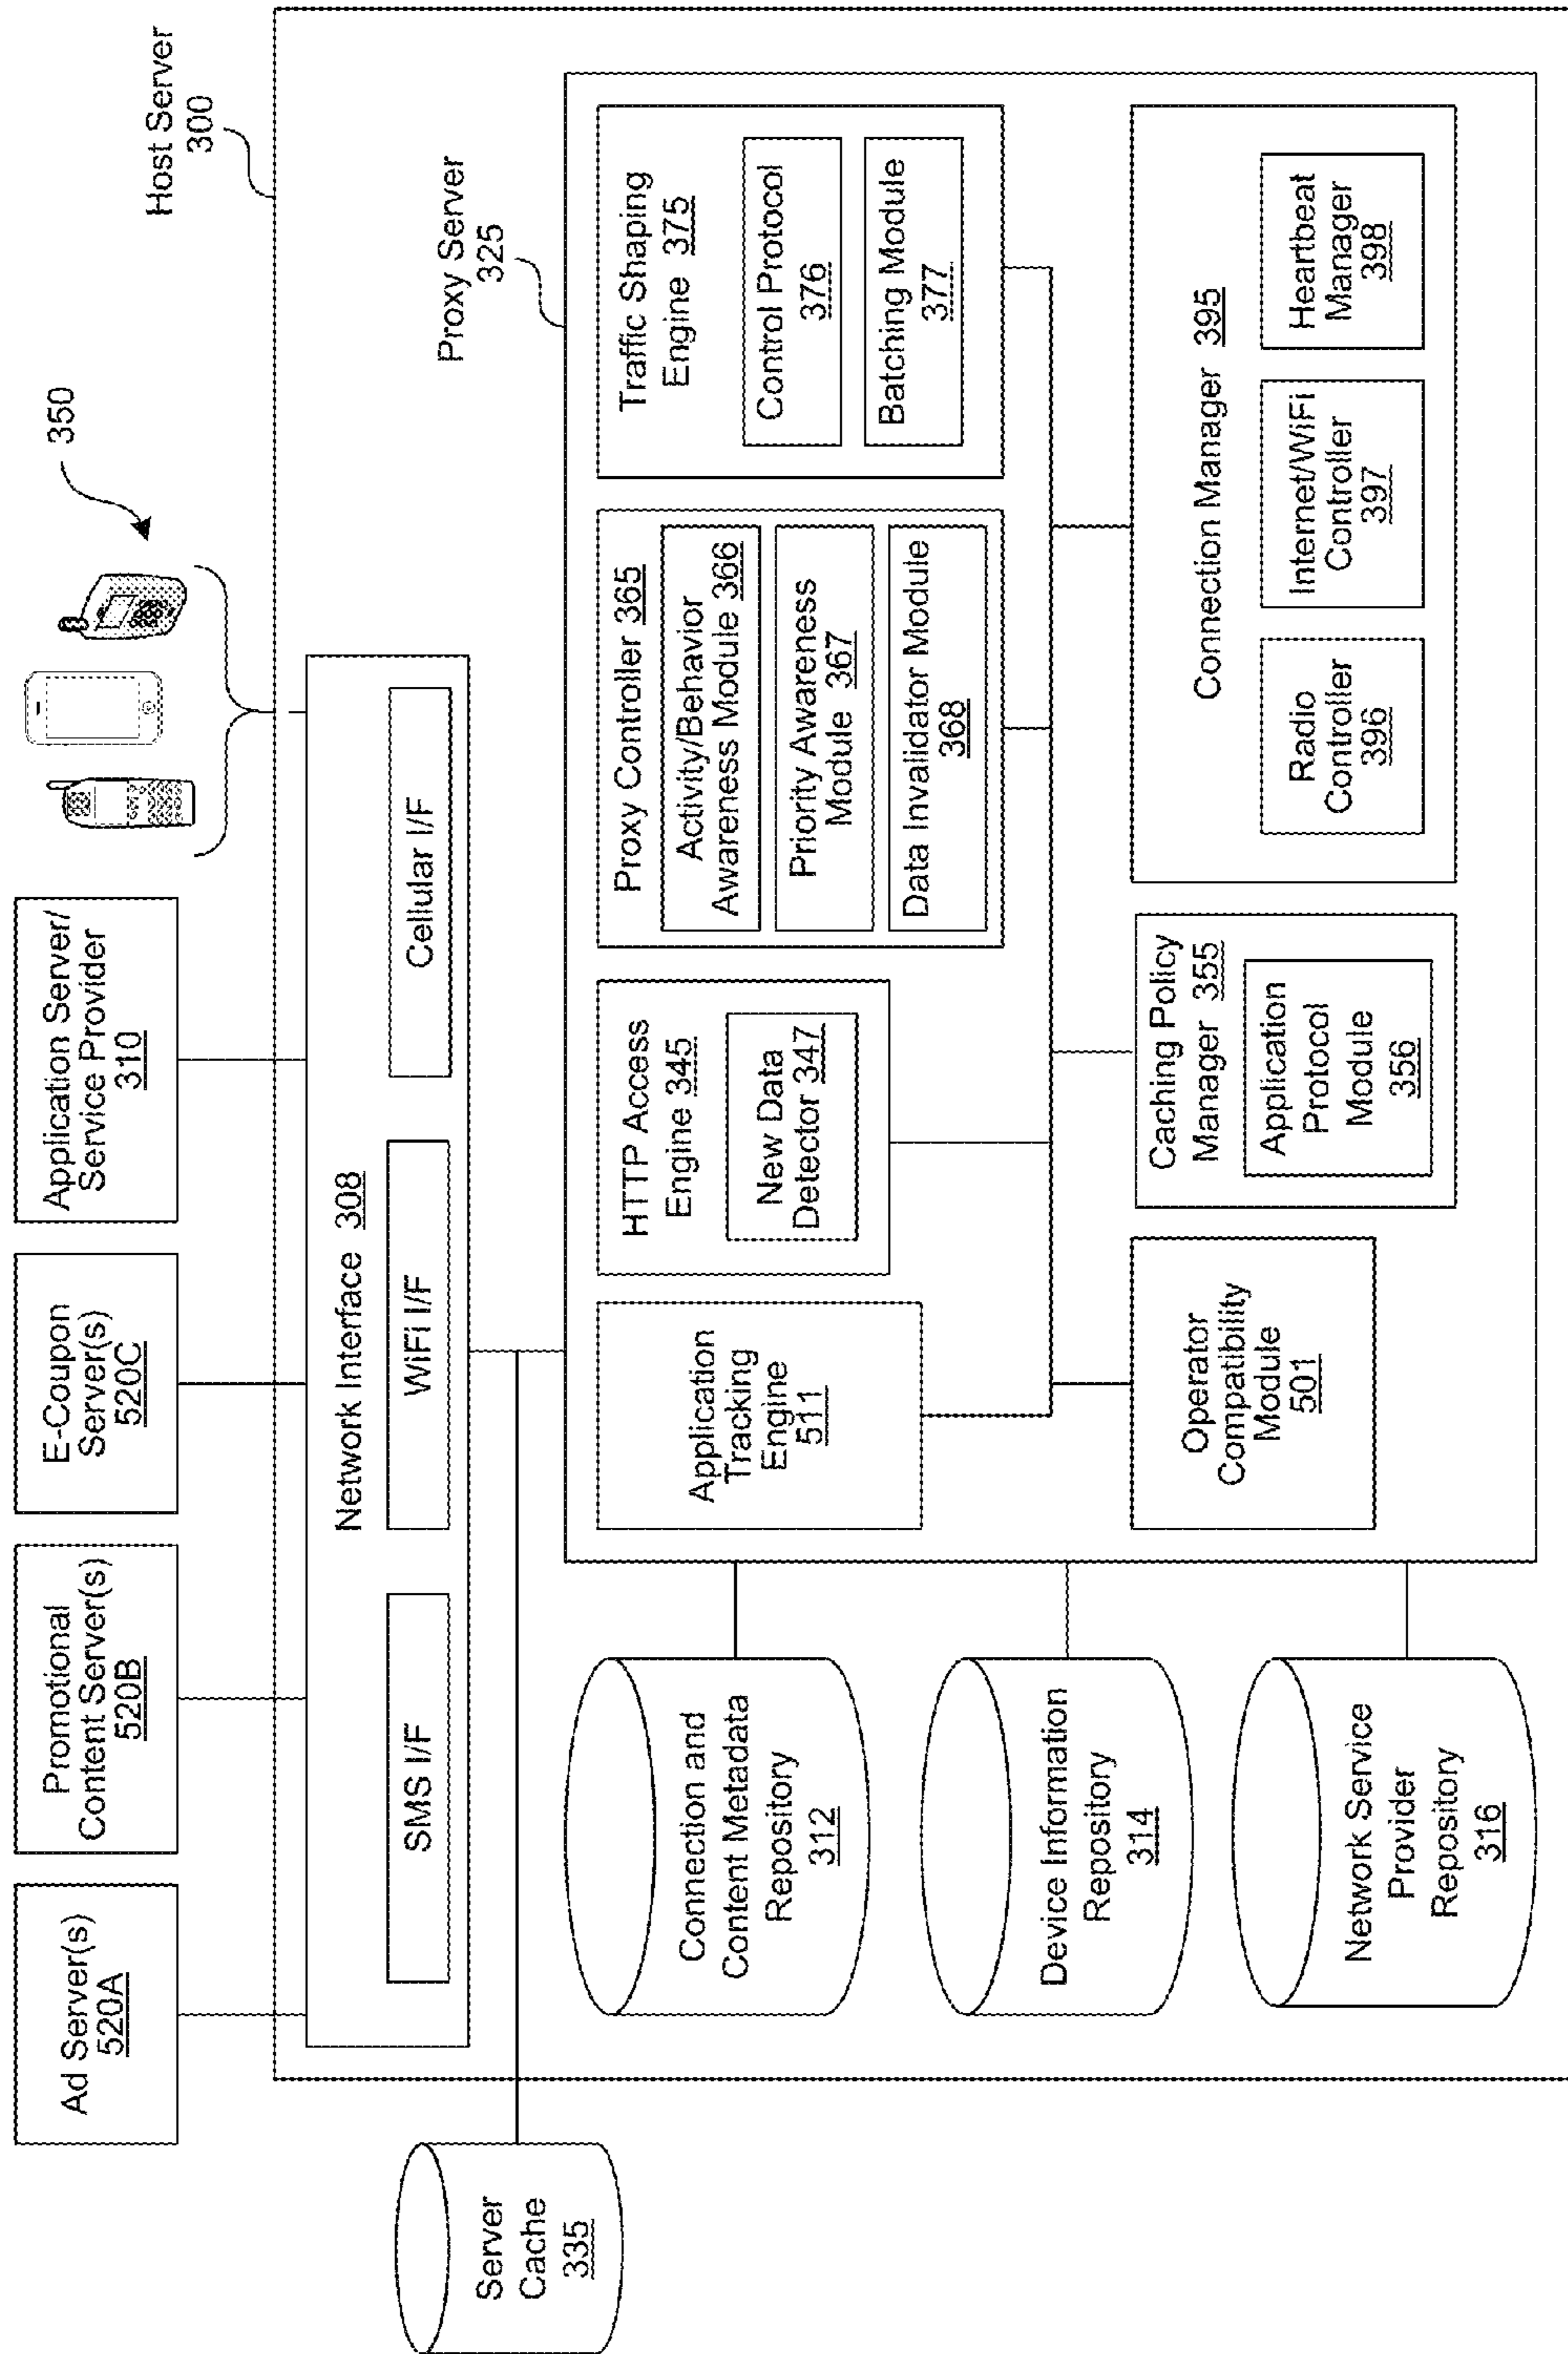 Ad Server(s)
520A
Promotional
Content Server(s)
520B
E-Coupon
Server(s)
520C
Application Server/
Service Provider
310
350
Host Server
300
Network Interface 308
SMS I/F
WiFi I/F
Cellular I/F
Server
Cache
335
Proxy Server
325
Connection and
Content Metadata
Repository
312
Device Information
Repository
314
Network Service
Provider
Repository
316
Application
Tracking
Engine
511
HTTP Access
Engine 345
New Data
Detector 347
Proxy Controller 365
Activity/Behavior
Awareness Module 366
Priority Awareness
Module 367
Data Invalidator Module
368
Traffic Shaping
Engine 375
Control Protocol
376
Batching Module
377
Operator
Compatibility
Module
501
Caching Policy
Manager 355
Application
Protocol
Module
356
Connection Manager 395
Radio
Controller
396
Internet/WiFi
Controller
397
Heartbeat
Manager
398